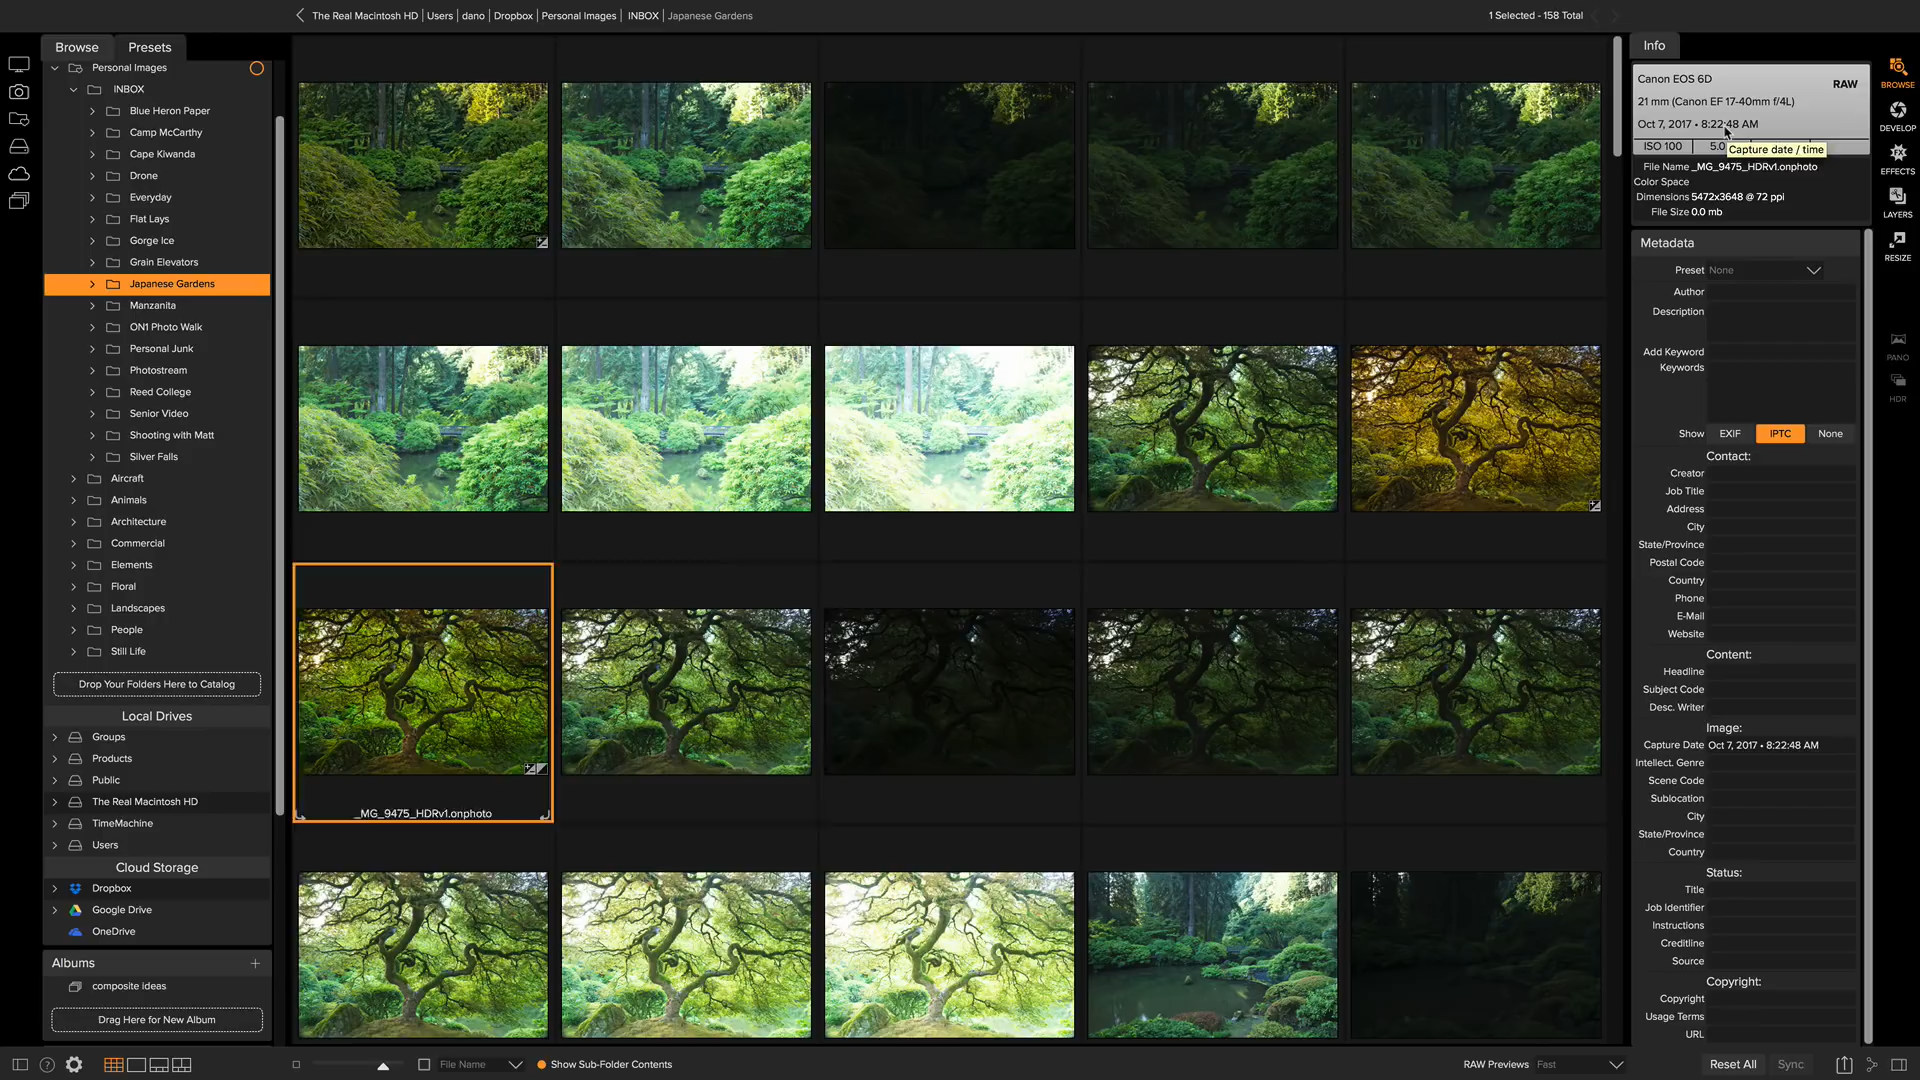 The Real Macintosh HD | Users | dano | Dropbox | Personal Images | INBOX | Japanese Gardens
1 Selected - 158 Total
Browse
Presets
Personal Images
INBOX
Blue Heron Paper
Camp McCarthy
Cape Kiwanda
Drone
Everyday
Flat Lays
Gorge Ice
Grain Elevators
Japanese Gardens
Manzanita
ON1 Photo Walk
Personal Junk
Photostream
Reed College
Senior Video
Shooting with Matt
Silver Falls
Aircraft
Animals
Architecture
Commercial
Elements
Floral
Landscapes
People
Still Life
Drop Your Folders Here to Catalog
Local Drives
Groups
Products
Public
The Real Macintosh HD
TimeMachine
Users
Cloud Storage
Dropbox
Google Drive
OneDrive
Albums
composite ideas
Drag Here for New Album
_MG_9475_HDRv1.onphoto
File Name
Show Sub-Folder Contents
RAW Previews Fast
Info
Canon EOS 6D
RAW
21 mm (Canon EF 17-40mm f/4L)
Oct 7, 2017 • 8:22:48 AM
ISO 100 | 5.0
Capture date / time
File Name _MG_9475_HDRv1.onphoto
Color Space
Dimensions 5472x3648 @ 72 ppi
File Size 0.0 mb
Metadata
Preset None
Author
Description
Add Keyword
Keywords
Show EXIF IPTC None
Contact:
Creator
Job Title
Address
City
State/Province
Postal Code
Country
Phone
E-Mail
Website
Content:
Headline
Subject Code
Desc. Writer
Image:
Capture Date Oct 7, 2017 • 8:22:48 AM
Intellect. Genre
Scene Code
Sublocation
City
State/Province
Country
Status:
Title
Job Identifier
Instructions
Creditline
Source
Copyright:
Copyright
Usage Terms
URL
Reset All
Sync
BROWSE
DEVELOP
EFFECTS
LAYERS
RESIZE
PANO
HDR